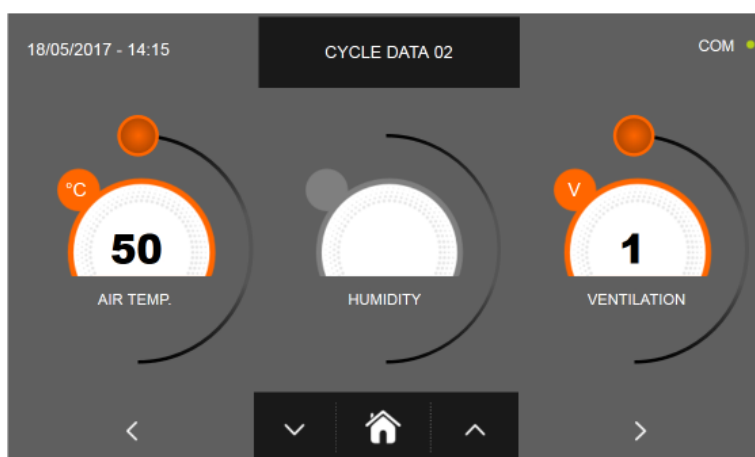 18/05/2017 - 14:15
CYCLE DATA 02
COM
°C
50
AIR TEMP.
HUMIDITY
V
1
VENTILATION